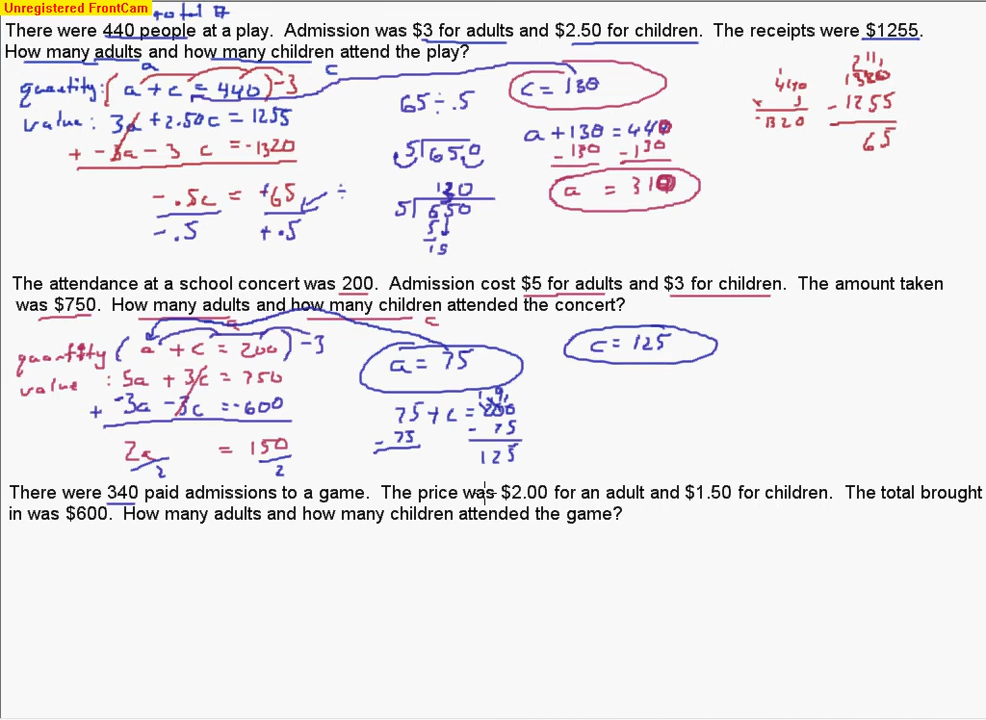 Unregistered FrontCam
total #
There were 440 people at a play. Admission was $3 for adults and $2.50 for children. The receipts were $1255.
How many adults and how many children attend the play?
a c
quantity: ( a + c = 440 ) -3
value: 3a + 2.50c = 1255
+ -3a - 3 c = -1320
- .5c = +65 ÷
- .5 + .5
65 ÷ .5
5 65.0
130
5 650
5
15
c = 130
a + 130 = 440
- 130 - 130
a = 310
440
x 3
1320
1320
- 1255
65
The attendance at a school concert was 200. Admission cost $5 for adults and $3 for children. The amount taken
was $750. How many adults and how many children attended the concert?
a c
quantity ( a + c = 200 ) -3
value : 5a + 3c = 750
+ -3a - 3c = -600
2a = 150
2 2
a = 75
75 + c = 200
- 75 - 75
125
c = 125
There were 340 paid admissions to a game. The price was $2.00 for an adult and $1.50 for children. The total brought
in was $600. How many adults and how many children attended the game?